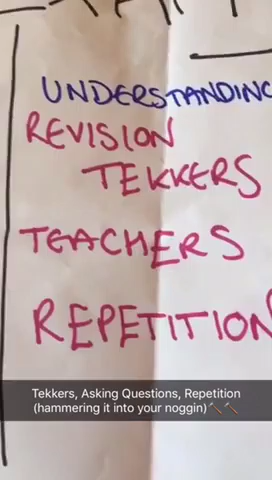 UNDERSTANDING
REVISION
TEKKERS
TEACHERS
REPETITION
Tekkers, Asking Questions, Repetition
(hammering it into your noggin)🔨🔨